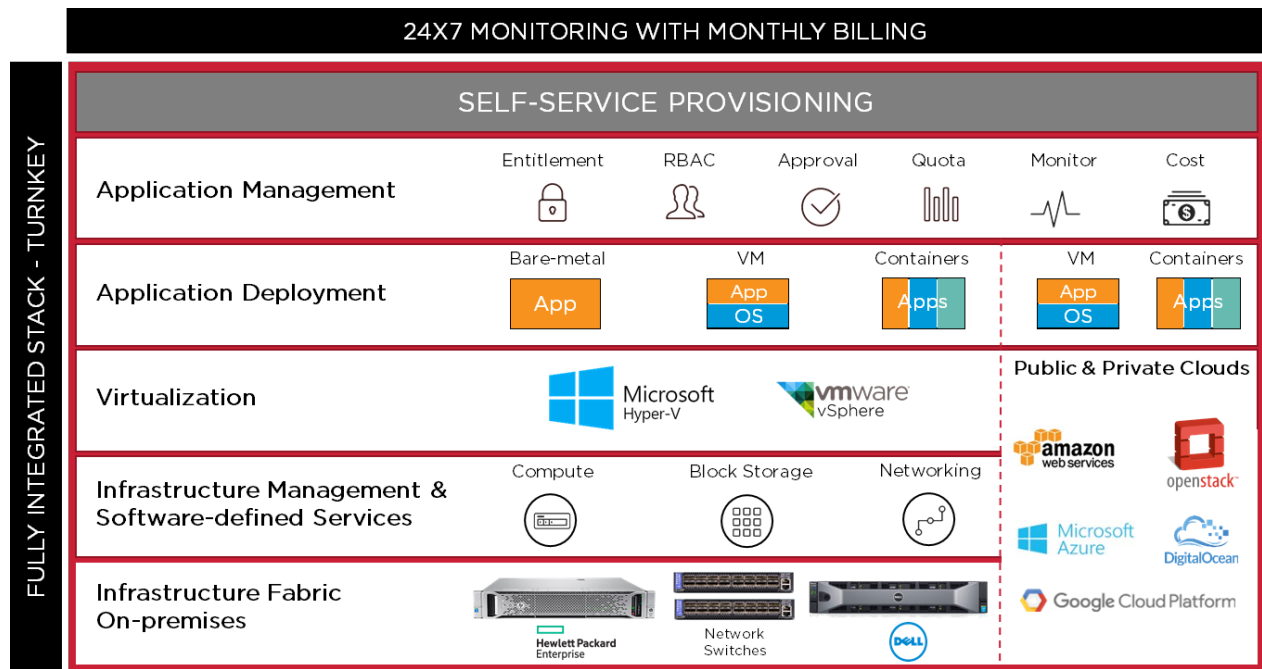 24X7 MONITORING WITH MONTHLY BILLING
FULLY INTEGRATED STACK - TURNKEY
SELF-SERVICE PROVISIONING
Application Management
Entitlement
RBAC
Approval
Quota
Monitor
Cost
$
Application Deployment
Bare-metal
App
VM
App
OS
Containers
Apps
VM
App
OS
Containers
Apps
Virtualization
Microsoft
Hyper-V
vmware
vSphere
Public & Private Clouds
amazon
web services
openstack
Microsoft
Azure
DigitalOcean
Google Cloud Platform
Infrastructure Management &
Software-defined Services
Compute
Block Storage
Networking
Infrastructure Fabric
On-premises
Hewlett Packard
Enterprise
Network
Switches
DELL